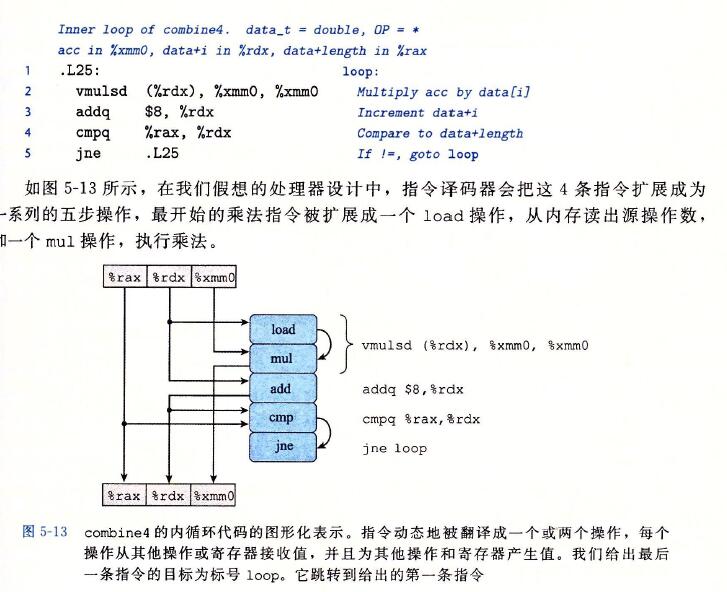 Inner loop of combine4. data_t = double, OP = *
acc in %xmm0, data+i in %rdx, data+length in %rax
1 .L25: loop:
2 vmulsd (%rdx), %xmm0, %xmm0 Multiply acc by data[i]
3 addq $8, %rdx Increment data+i
4 cmpq %rax, %rdx Compare to data+length
5 jne .L25 If !=, goto loop
如图 5-13 所示，在我们假想的处理器设计中，指令译码器会把这 4 条指令扩展成为
一系列的五步操作，最开始的乘法指令被扩展成一个 load 操作，从内存读出源操作数，
和一个 mul 操作，执行乘法。
%rax %rdx %xmm0
load
mul
vmulsd (%rdx), %xmm0, %xmm0
add
addq $8,%rdx
cmp
cmpq %rax,%rdx
jne
jne loop
%rax %rdx %xmm0
图 5-13 combine4 的内循环代码的图形化表示。指令动态地被翻译成一个或两个操作，每个
操作从其他操作或寄存器接收值，并且为其他操作和寄存器产生值。我们给出最后
一条指令的目标为标号 loop。它跳转到给出的第一条指令